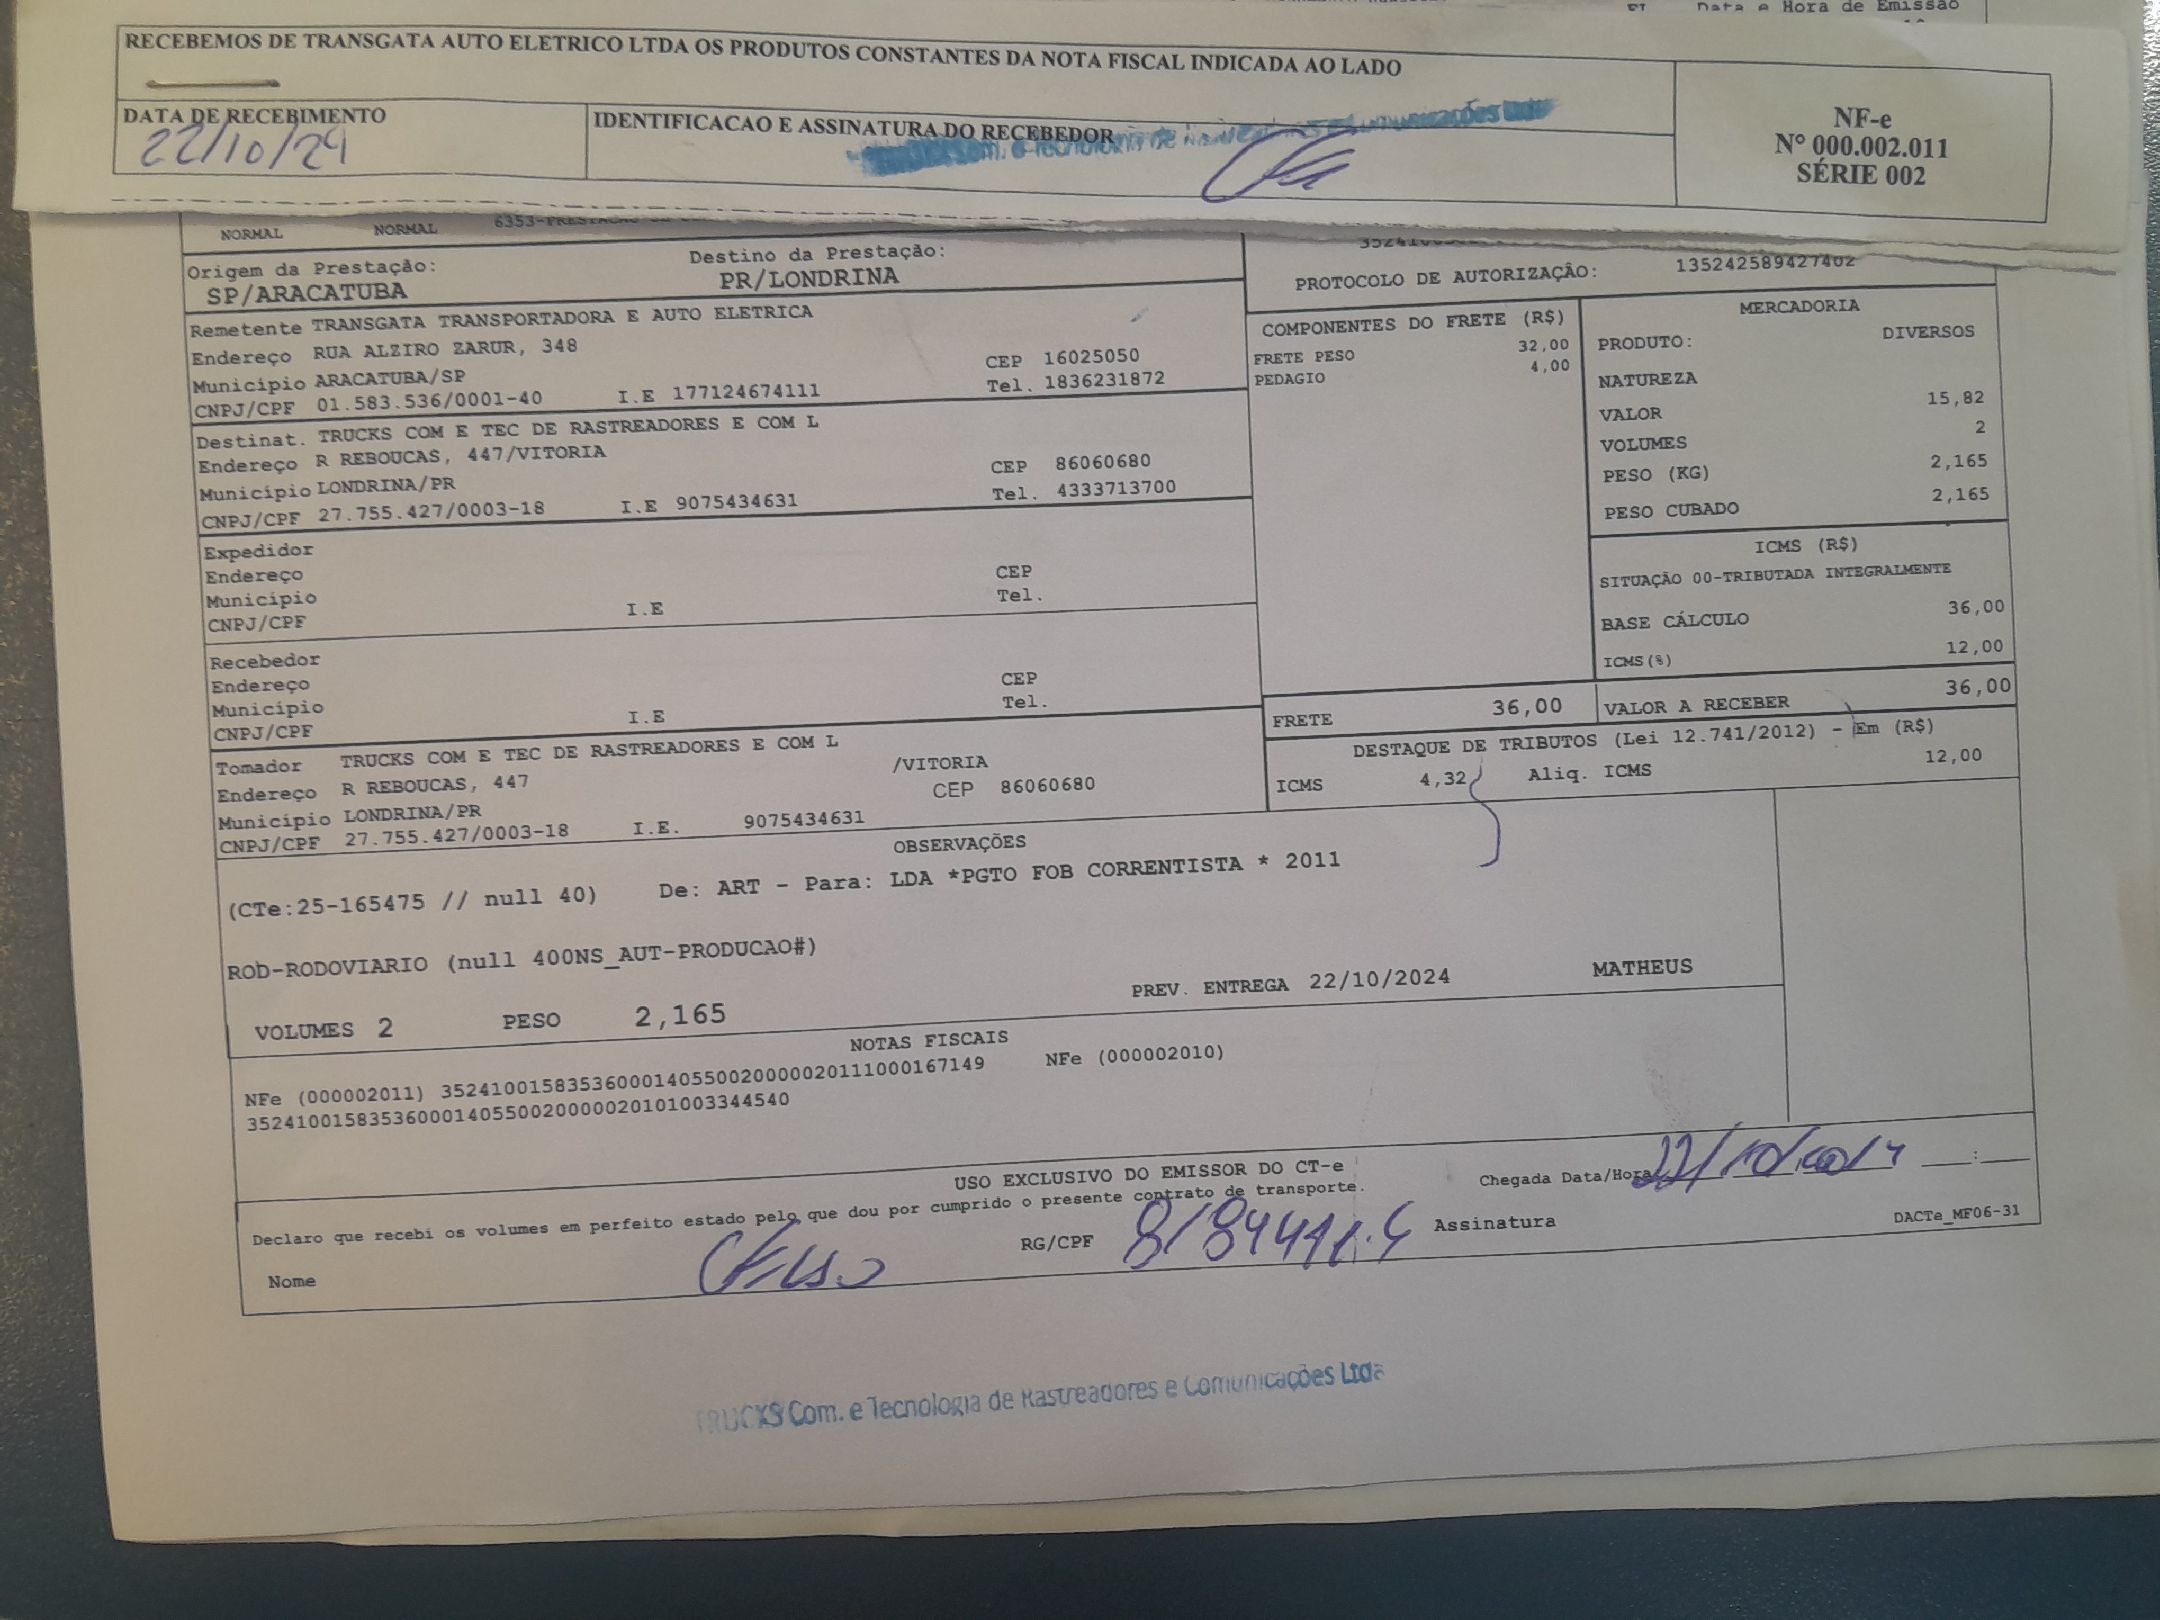 Data e Hora de Emissão
RECEBEMOS DE TRANSGATA AUTO ELETRICO LTDA OS PRODUTOS CONSTANTES DA NOTA FISCAL INDICADA AO LADO
DATA DE RECEBIMENTO
22/10/24
IDENTIFICACAO E ASSINATURA DO RECEBEDOR
NF-e
N° 000.002.011
SÉRIE 002
NORMAL NORMAL
Origem da Prestação: Destino da Prestação:
SP/ARACATUBA PR/LONDRINA
PROTOCOLO DE AUTORIZAÇÃO: 135242589427402
Remetente TRANSGATA TRANSPORTADORA E AUTO ELETRICA
Endereço RUA ALZIRO ZARUR, 348 CEP 16025050
Município ARACATUBA/SP Tel. 1836231872
CNPJ/CPF 01.583.536/0001-40 I.E 177124674111
Destinat. TRUCKS COM E TEC DE RASTREADORES E COM L
Endereço R REBOUCAS, 447/VITORIA CEP 86060680
Município LONDRINA/PR Tel. 4333713700
CNPJ/CPF 27.755.427/0003-18 I.E 9075434631
Expedidor
Endereço CEP
Município Tel.
CNPJ/CPF I.E
Recebedor
Endereço CEP
Município Tel.
CNPJ/CPF I.E
Tomador TRUCKS COM E TEC DE RASTREADORES E COM L
Endereço R REBOUCAS, 447 /VITORIA
Município LONDRINA/PR CEP 86060680
CNPJ/CPF 27.755.427/0003-18 I.E. 9075434631
COMPONENTES DO FRETE (R$)
FRETE PESO 32,00
PEDAGIO 4,00
MERCADORIA
PRODUTO: DIVERSOS
NATUREZA
VALOR 15,82
VOLUMES 2
PESO (KG) 2,165
PESO CUBADO 2,165
ICMS (R$)
SITUAÇÃO 00-TRIBUTADA INTEGRALMENTE
BASE CÁLCULO 36,00
ICMS(%) 12,00
FRETE 36,00 VALOR A RECEBER 36,00
DESTAQUE DE TRIBUTOS (Lei 12.741/2012) - Em (R$)
ICMS 4,32 Aliq. ICMS 12,00
OBSERVAÇÕES
(CTe:25-165475 // null 40) De: ART - Para: LDA *PGTO FOB CORRENTISTA * 2011
ROD-RODOVIARIO (null 400NS_AUT-PRODUCAO#)
VOLUMES 2 PESO 2,165 PREV. ENTREGA 22/10/2024 MATHEUS
NOTAS FISCAIS
NFe (000002011) 35241001583536000140550020000020111000167149 NFe (000002010)
35241001583536000140550020000020101003344540
USO EXCLUSIVO DO EMISSOR DO CT-e
Declaro que recebi os volumes em perfeito estado pelo que dou por cumprido o presente contrato de transporte.
Chegada Data/Hora
Nome RG/CPF Assinatura
DACTe_MF06-31
TRUCKS Com. e Tecnologia de Rastreadores e Comunicações Ltda